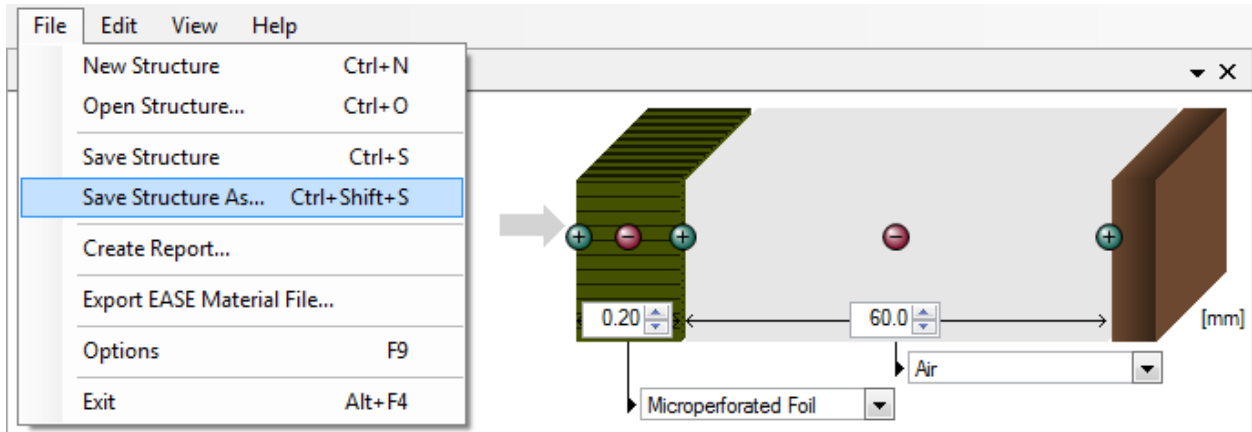 File Edit View Help
New Structure Ctrl+N
Open Structure... Ctrl+O
Save Structure Ctrl+S
Save Structure As... Ctrl+Shift+S
Create Report...
Export EASE Material File...
Options F9
Exit Alt+F4
0.20 60.0 [mm]
Air
Microperforated Foil